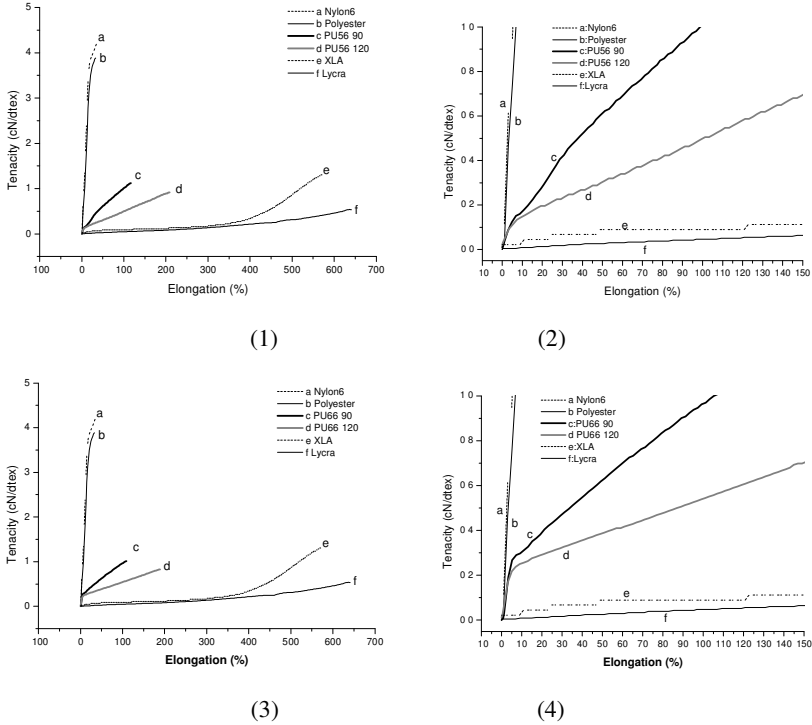 5
4
3
2
1
0
Tenacity (cN/dtex)
a
b
c
d
e
f
a Nylon6
b Polyester
c PU56 90
d PU56 120
e XLA
f Lycra
100 0 100 200 300 400 500 600 700
Elongation (%)
(1)
1 0
0 8
0 6
0 4
0 2
0 0
Tenacity (cN/dtex)
a
b
c
d
e
f
a:Nylon6
b:Polyester
c:PU56 90
d:PU56 120
e:XLA
f:Lycra
10 0 10 20 30 40 50 60 70 80 90 100 110 120 130 140 150
Elongation (%)
(2)
5
4
3
2
1
0
Tenacity (cN/dtex)
a
b
c
d
e
f
a Nylon6
b Polyester
c PU66 90
d PU66 120
e XLA
f Lycra
100 0 100 200 300 400 500 600 700
Elongation (%)
(3)
1 0
0 8
0 6
0 4
0 2
0 0
Tenacity (cN/dtex)
a
b
c
d
e
f
a Nylon6
b Polyester
c:PU66 90
d PU66 120
e:XLA
f:Lycra
10 0 10 20 30 40 50 60 70 80 90 100 110 120 130 140 150
Elongation (%)
(4)